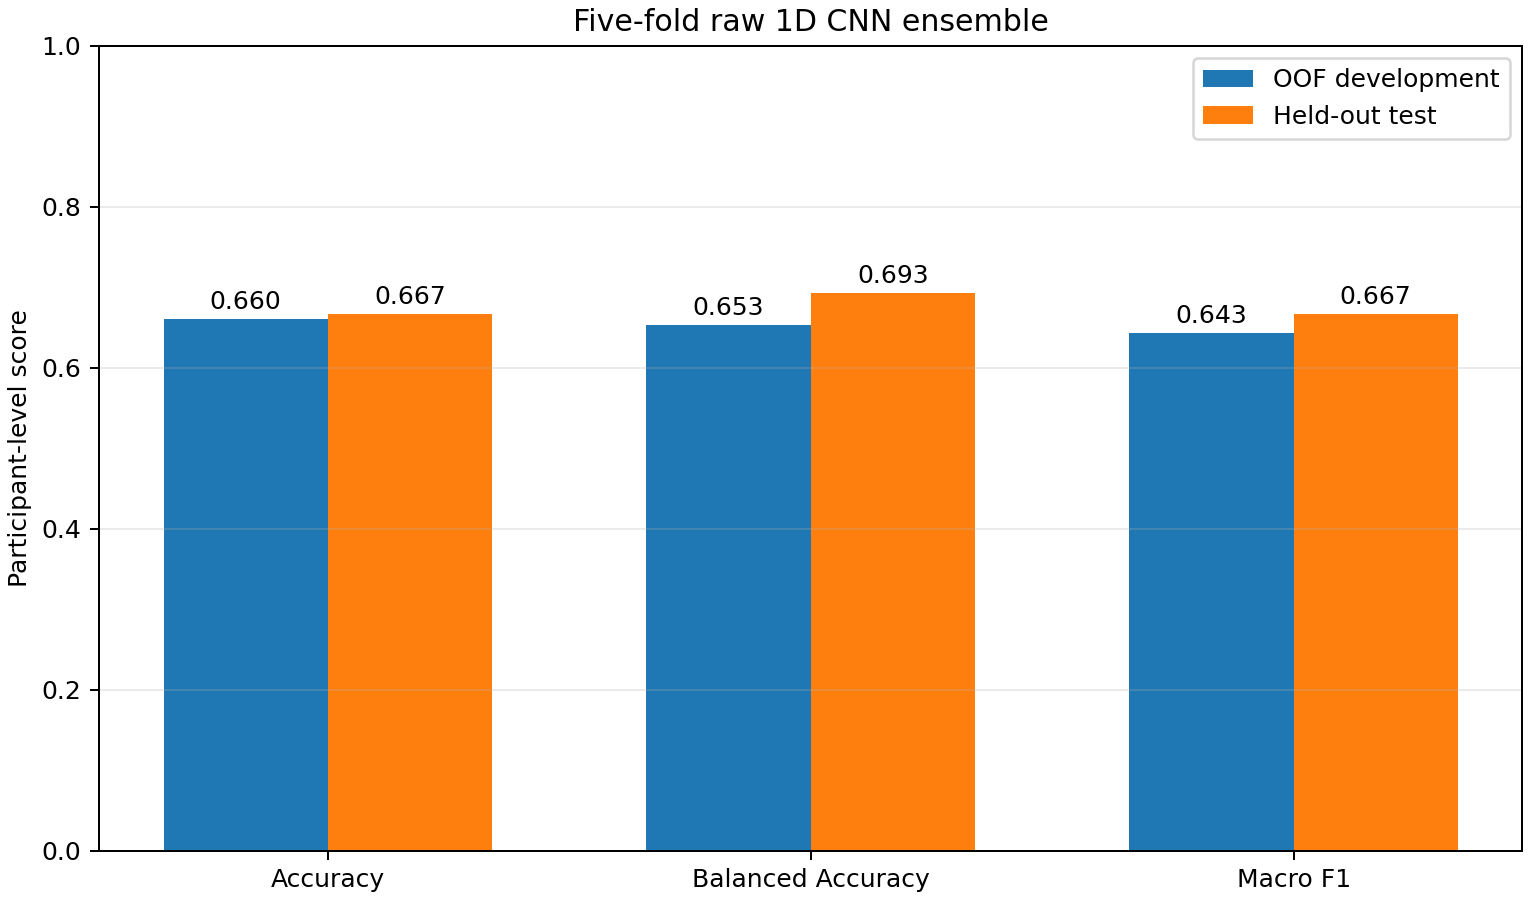 Five-fold raw 1D CNN ensemble
OOF development
Held-out test
Participant-level score
1.0
0.8
0.6
0.4
0.2
0.0
0.660
0.667
0.653
0.693
0.643
0.667
Accuracy
Balanced Accuracy
Macro F1